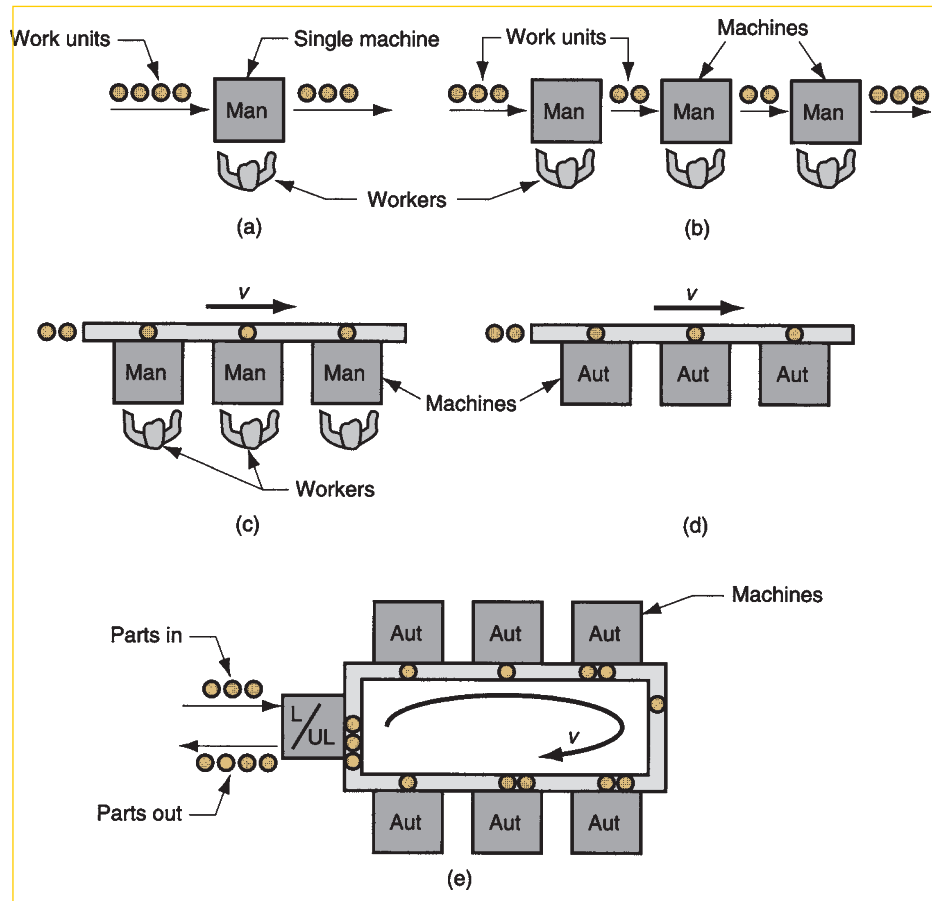 Work units
Single machine
Work units
Machines
Man
Man
Man
Man
Workers
(a)
(b)
v
v
Man
Man
Man
Aut
Aut
Aut
Machines
Workers
(c)
(d)
Machines
Aut
Aut
Aut
Parts in
L/UL
v
Parts out
Aut
Aut
Aut
(e)